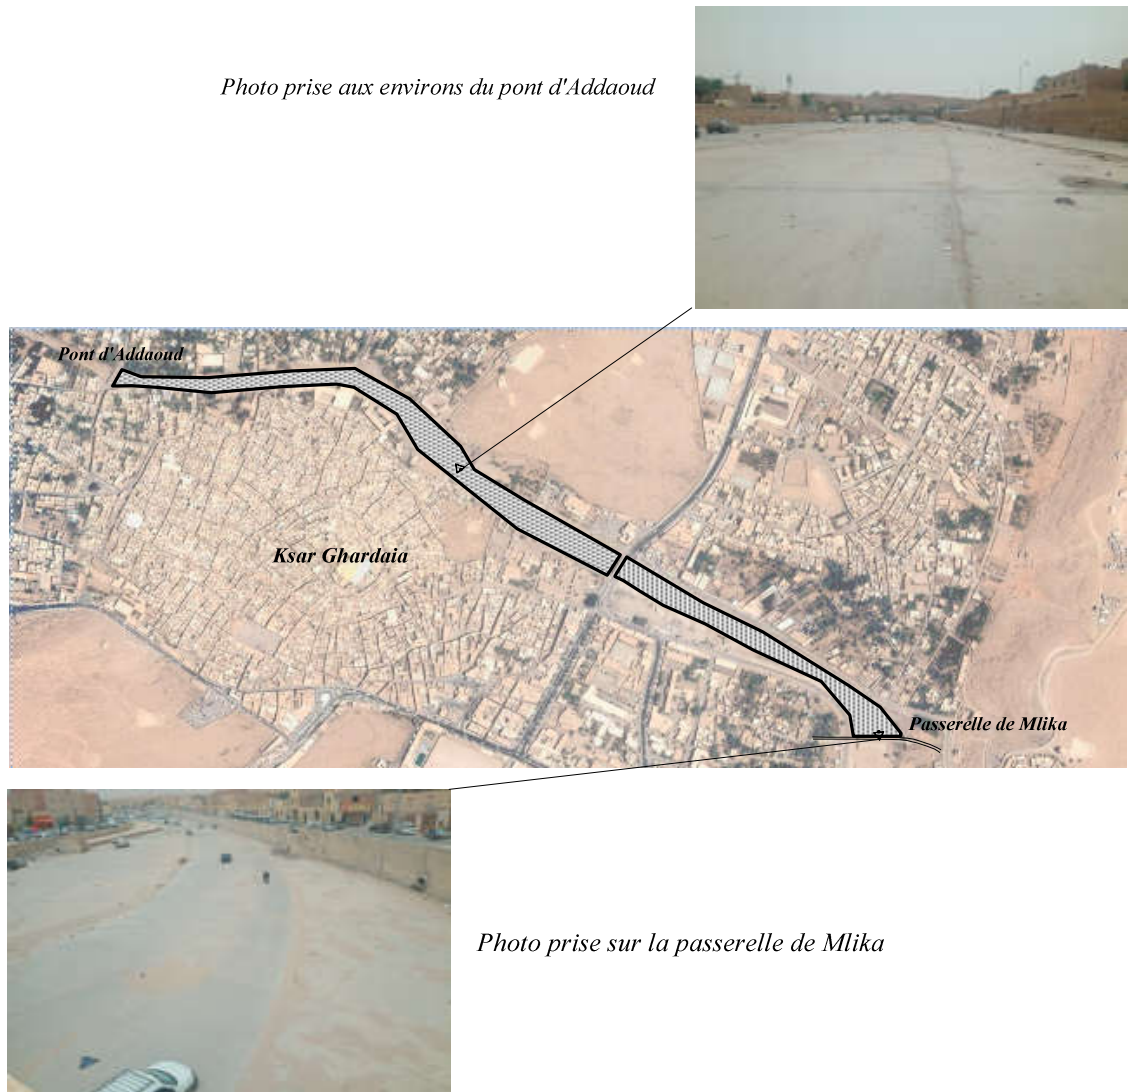 Photo prise aux environs du pont d'Addaoud
Pont d'Addaoud
Ksar Ghardaia
Passerelle de Mlika
Photo prise sur la passerelle de Mlika